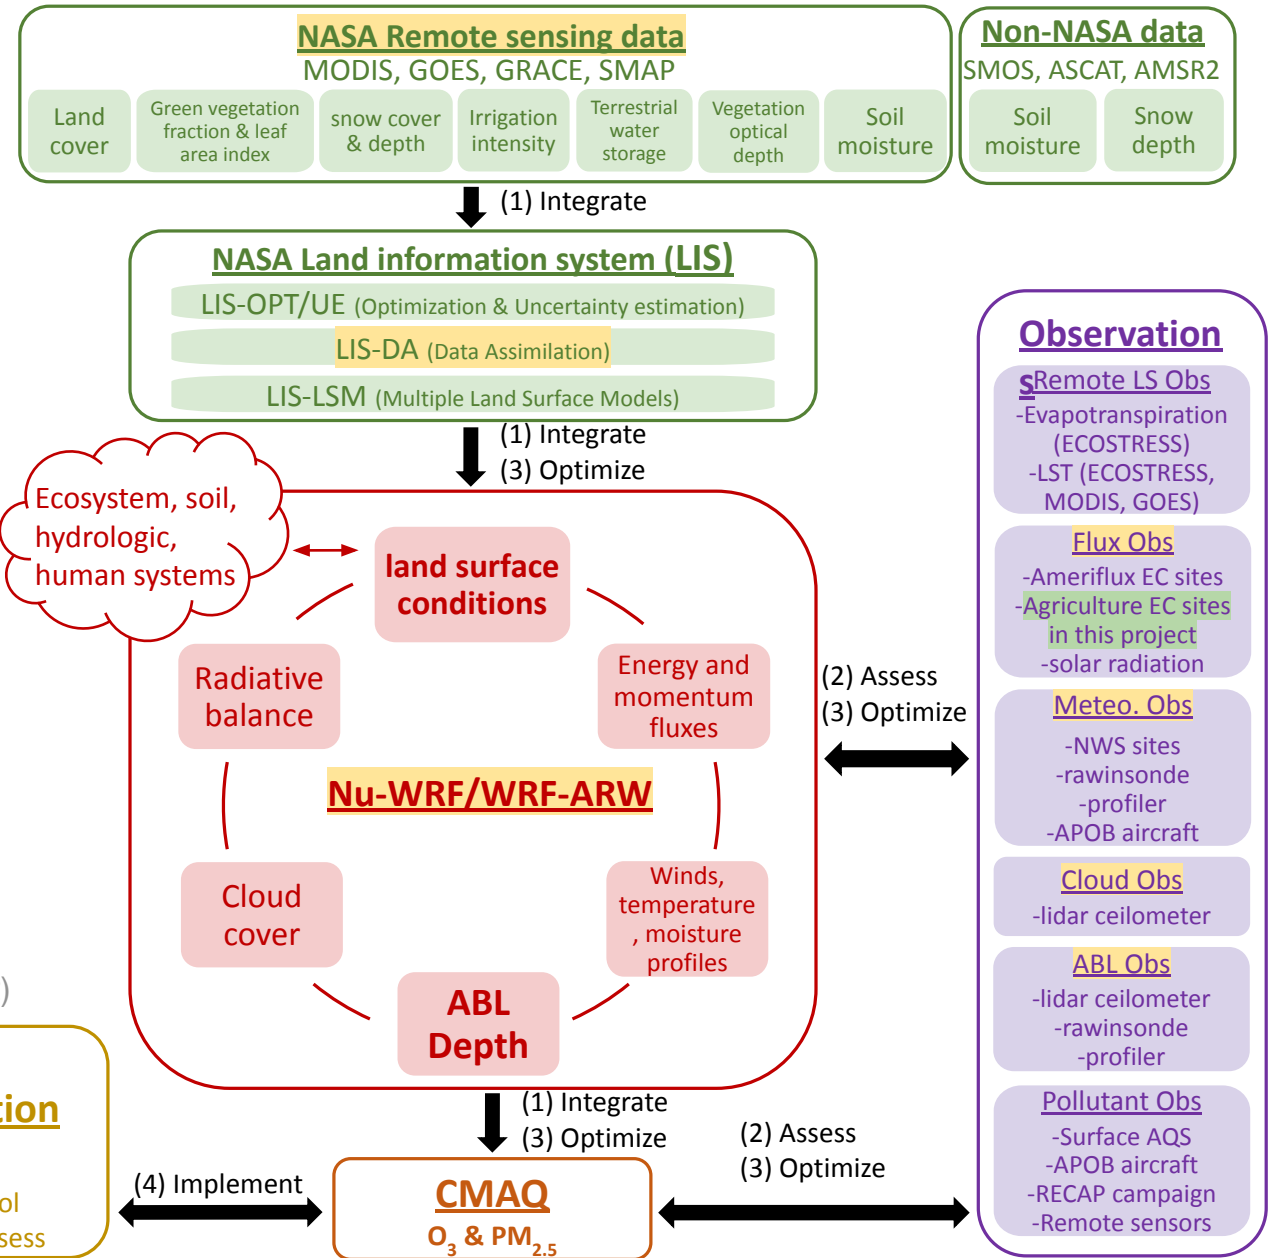 NASA Remote sensing data
MODIS, GOES, GRACE, SMAP
Land
cover
Green vegetation
fraction & leaf
area index
snow cover
& depth
Irrigation
intensity
Terrestrial
water
storage
Vegetation
optical
depth
Soil
moisture
Non-NASA data
SMOS, ASCAT, AMSR2
Soil
moisture
Snow
depth
(1) Integrate
NASA Land information system (LIS)
LIS-OPT/UE (Optimization & Uncertainty estimation)
LIS-DA (Data Assimilation)
LIS-LSM (Multiple Land Surface Models)
(1) Integrate
(3) Optimize
Ecosystem, soil,
hydrologic,
human systems
land surface
conditions
Radiative
balance
Energy and
momentum
fluxes
Nu-WRF/WRF-ARW
Cloud
cover
Winds,
temperature
, moisture
profiles
ABL
Depth
(2) Assess
(3) Optimize
Observation
s
Remote LS Obs
-Evapotranspiration
(ECOSTRESS)
-LST (ECOSTRESS,
MODIS, GOES)
Flux Obs
-Ameriflux EC sites
-Agriculture EC sites
in this project
-solar radiation
Meteo. Obs
-NWS sites
-rawinsonde
-profiler
-APOB aircraft
Cloud Obs
-lidar ceilometer
ABL Obs
-lidar ceilometer
-rawinsonde
-profiler
Pollutant Obs
-Surface AQS
-APOB aircraft
-RECAP campaign
-Remote sensors
(1) Integrate
(3) Optimize
(2) Assess
(3) Optimize
(4) Implement
CMAQ
O3 & PM2.5
)
tion
ol
sess